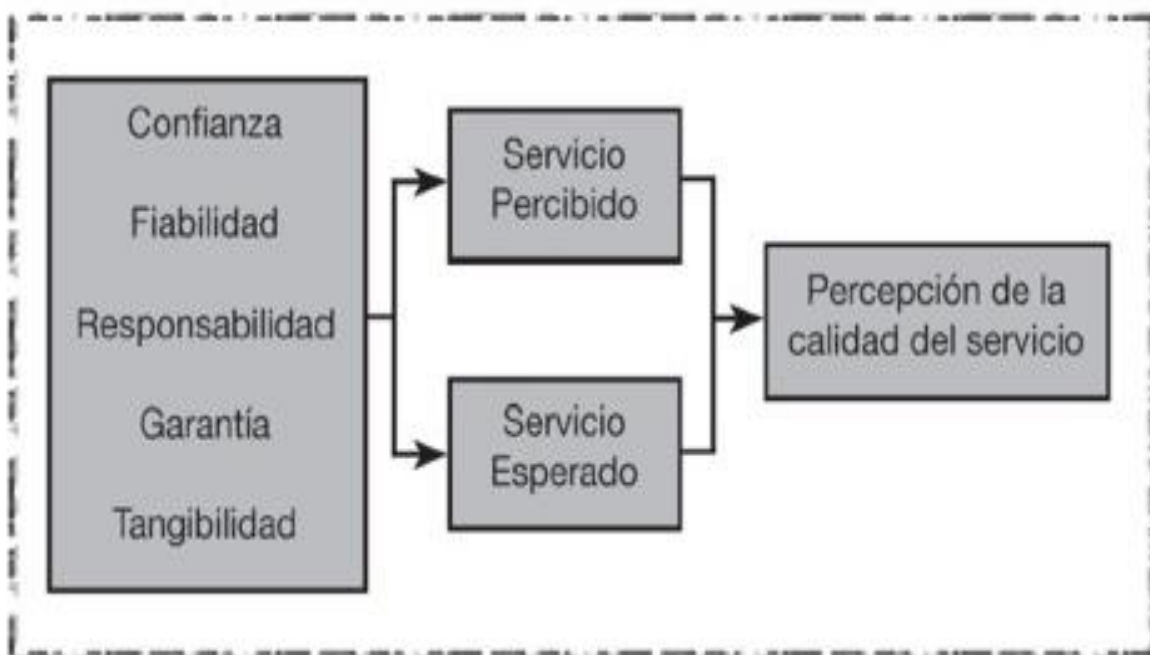 Confianza
Fiabilidad
Responsabilidad
Garantía
Tangibilidad
Servicio
Percibido
Servicio
Esperado
Percepción de la
calidad del servicio